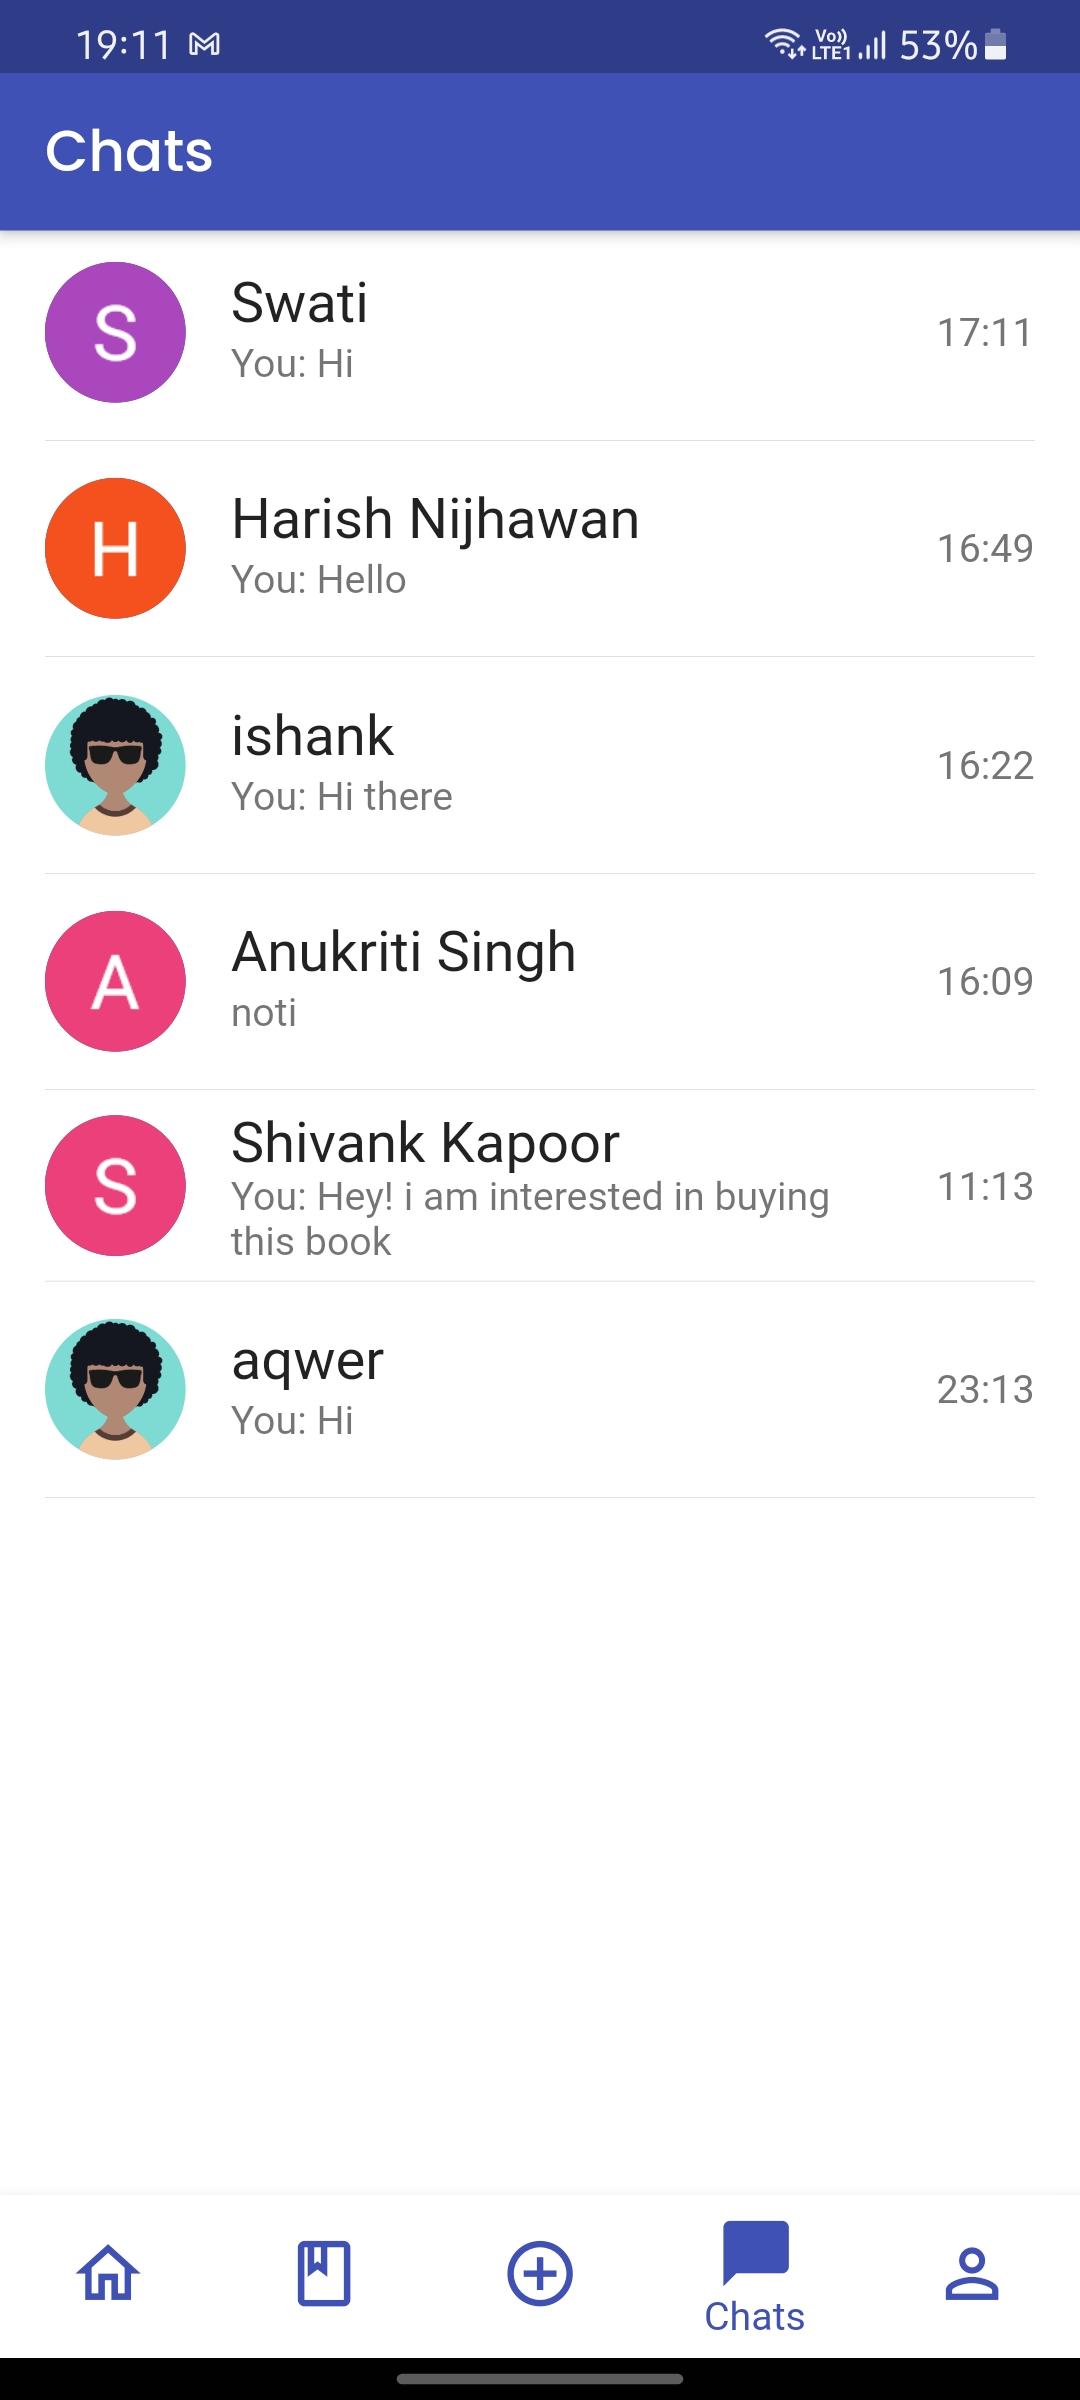 19:11 Vo)) LTE1 53%
Chats
S Swati
You: Hi
17:11
H Harish Nijhawan
You: Hello
16:49
ishank
You: Hi there
16:22
A Anukriti Singh
noti
16:09
S Shivank Kapoor
You: Hey! i am interested in buying
this book
11:13
aqwer
You: Hi
23:13
Chats